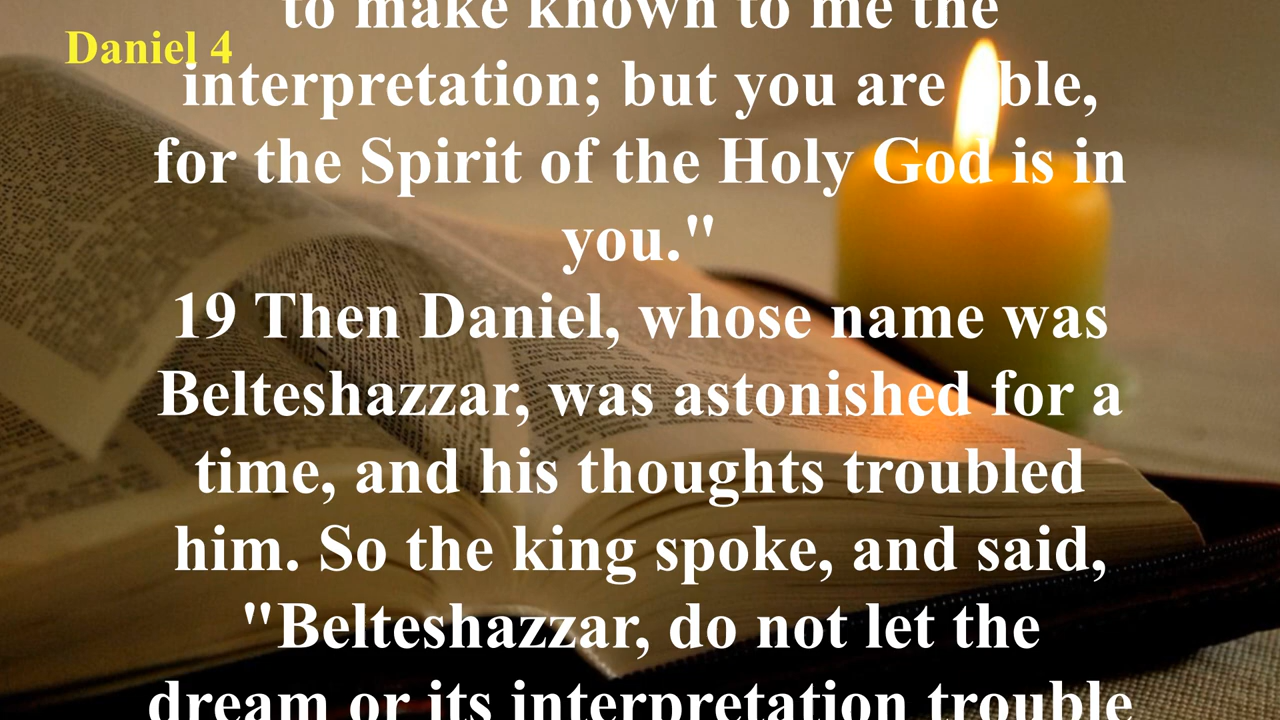 to make known to me the
Daniel 4
interpretation; but you are able,
for the Spirit of the Holy God is in
you."
19 Then Daniel, whose name was
Belteshazzar, was astonished for a
time, and his thoughts troubled
him. So the king spoke, and said,
"Belteshazzar, do not let the
dream or its interpretation trouble